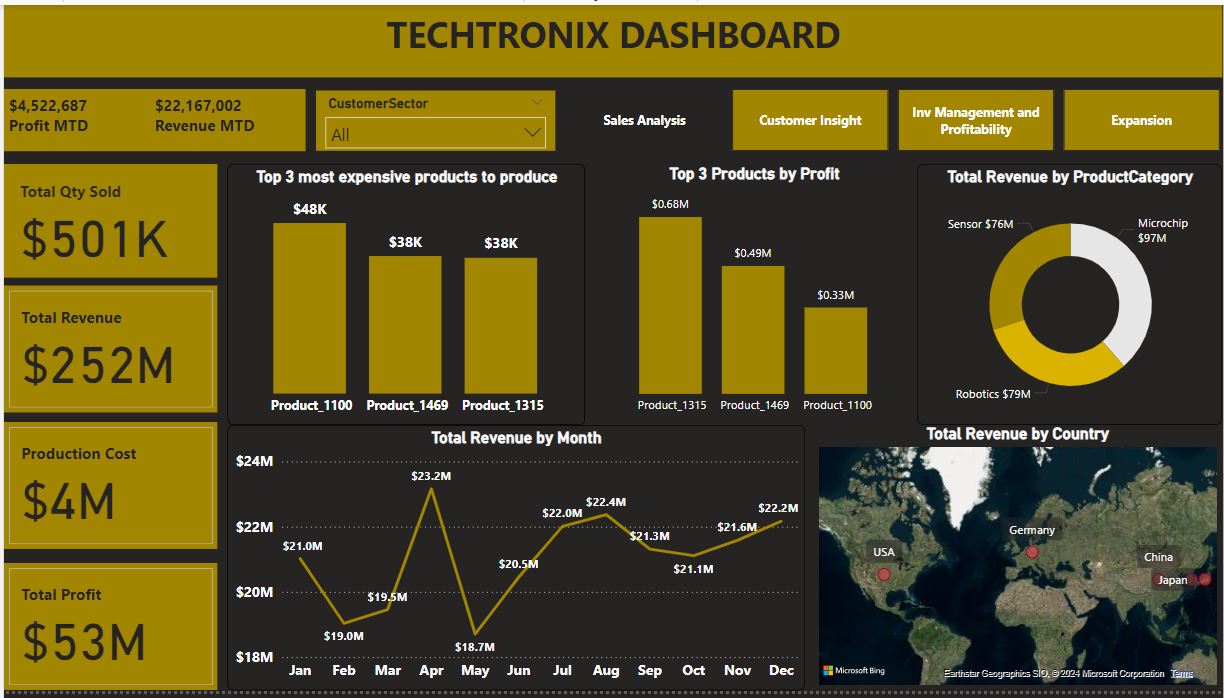 TECHTRONIX DASHBOARD
$4,522,687
Profit MTD
$22,167,002
Revenue MTD
CustomerSector
All
Sales Analysis
Customer Insight
Inv Management and
Profitability
Expansion
Total Qty Sold
$501K
Total Revenue
$252M
Production Cost
$4M
Total Profit
$53M
Top 3 most expensive products to produce
$48K
$38K
$38K
Product_1100
Product_1469
Product_1315
Top 3 Products by Profit
$0.68M
$0.49M
$0.33M
Product_1315
Product_1469
Product_1100
Total Revenue by ProductCategory
Sensor $76M
Microchip
$97M
Robotics $79M
Total Revenue by Month
$24M
$22M
$20M
$18M
$21.0M
$19.0M
$19.5M
$23.2M
$18.7M
$20.5M
$22.0M
$22.4M
$21.3M
$21.1M
$21.6M
$22.2M
Jan
Feb
Mar
Apr
May
Jun
Jul
Aug
Sep
Oct
Nov
Dec
Total Revenue by Country
USA
Germany
China
Japan
Microsoft Bing
Earthstar Geographics SIO, © 2024 Microsoft Corporation Terms